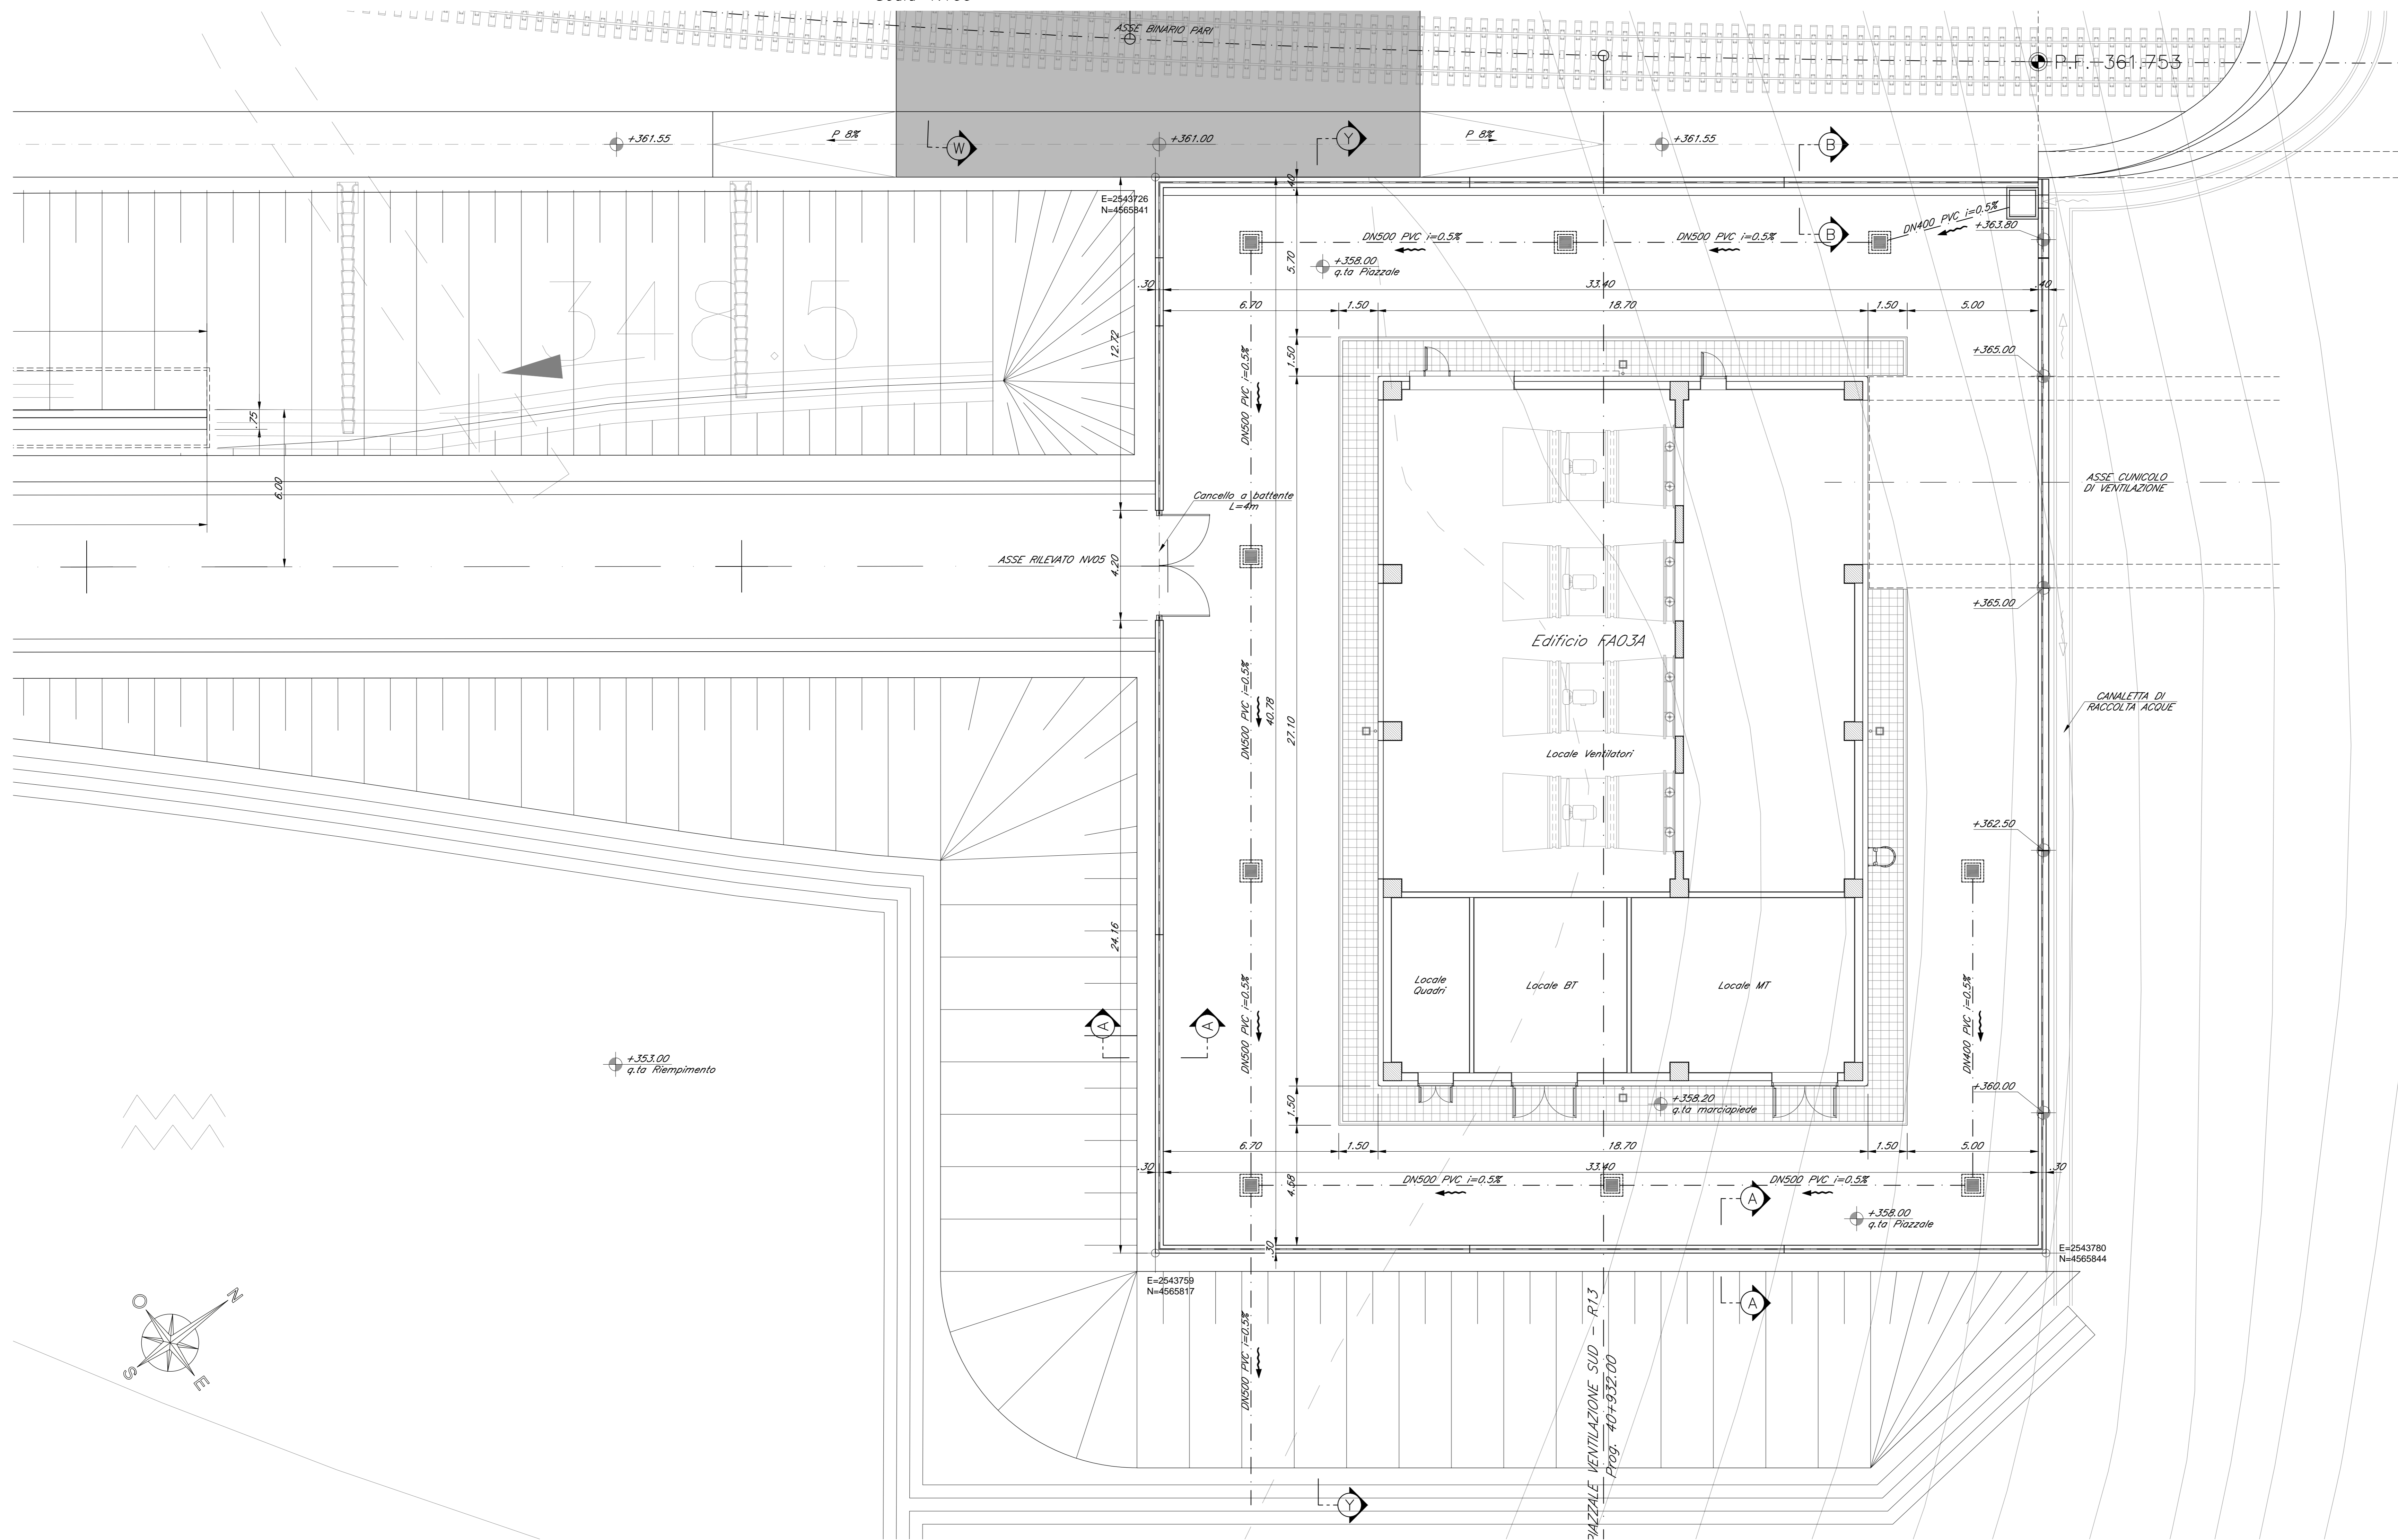 ASSE BINARIO PARI
P.F. 361.753
+361.55
P 8%
W
+361.00
Y
P 8%
+361.55
B
E=2543726
N=4565841
.40
DN500 PVC i=0.5%
DN500 PVC i=0.5%
B
DN400 PVC i=0.5%
+363.80
+358.00
q.ta Piazzale
5.70
.30
33.40
.40
6.70
1.50
18.70
1.50
5.00
348.5
12.72
DN500 PVC i=0.5%
1.50
+365.00
.75
6.00
Cancello a battente
L=4m
ASSE CUNICOLO
DI VENTILAZIONE
ASSE RILEVATO NV05
4.20
+365.00
Edificio FA03A
DN500 PVC i=0.5%
40.78
27.10
CANALETTA DI
RACCOLTA ACQUE
Locale Ventilatori
+362.50
24.16
Locale
Quadri
Locale BT
Locale MT
A
A
DN500 PVC i=0.5%
DN400 PVC i=0.5%
+353.00
q.ta Riempimento
+360.00
1.50
+358.20
q.ta marciapiede
6.70
1.50
18.70
1.50
5.00
.30
33.40
.30
4.68
DN500 PVC i=0.5%
DN500 PVC i=0.5%
A
+358.00
q.ta Piazzale
.30
E=2543780
N=4565844
E=2543759
N=4565817
N
O
S
E
DN500 PVC i=0.5%
A
PIAZZALE VENTILAZIONE SUD - R13
Prog. 40+932.00
Y